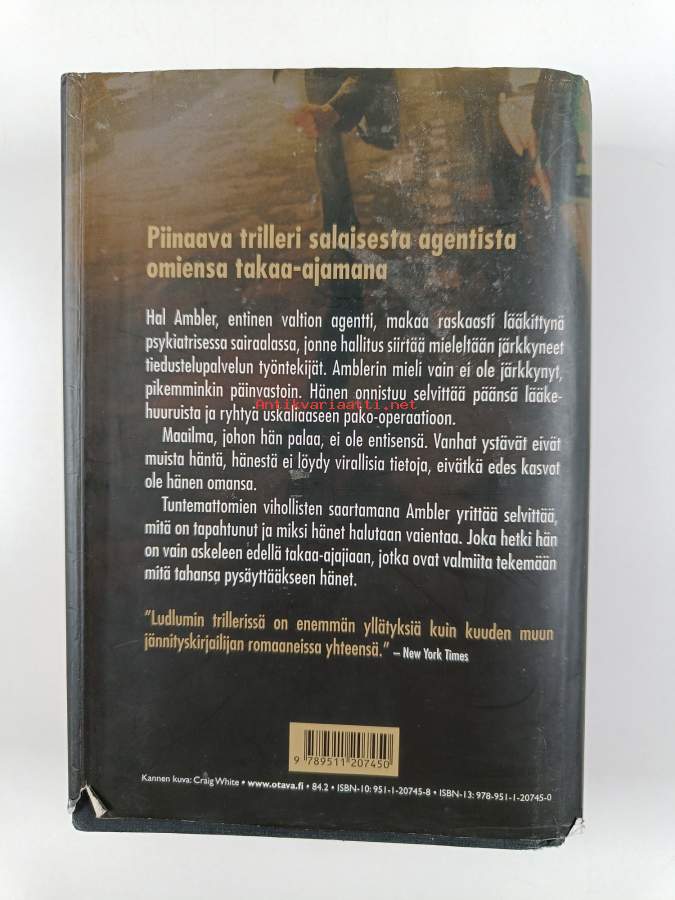 Piinaava trilleri salaisesta agentista
omiensa takaa-ajamana
Hal Ambler, entinen valtion agentti, makaa raskaasti lääkittynä
psykiatrisessa sairaalassa, jonne hallitus siirtää mieleltään järkkyneet
tiedustelupalvelun työntekijät. Amblerin mieli vain ei ole järkkynyt,
pikemminkin päinvastoin. Hänen onnistuu selvittää päänsä lääke-
huuruista ja ryhtyä uskaliaaseen pako-operaatioon.
Antikvariaatti.net
Maailma, johon hän palaa, ei ole entisensä. Vanhat ystävät eivät
muista häntä, hänestä ei löydy virallisia tietoja, eivätkä edes kasvot
ole hänen omansa.
Tuntemattomien vihollisten saartamana Ambler yrittää selvittää,
mitä on tapahtunut ja miksi hänet halutaan vaientaa. Joka hetki hän
on vain askeleen edellä takaa-ajajiaan, jotka ovat valmiita tekemään
mitä tahansa pysäyttääkseen hänet.
”Ludlumin trillerissä on enemmän yllätyksiä kuin kuuden muun
jännityskirjailijan romaaneissa yhteensä.” – New York Times
9 789511 207450
Kannen kuva: Craig White • www.otava.fi • 84.2 • ISBN-10: 951-1-20745-8 • ISBN-13: 978-951-1-20745-0